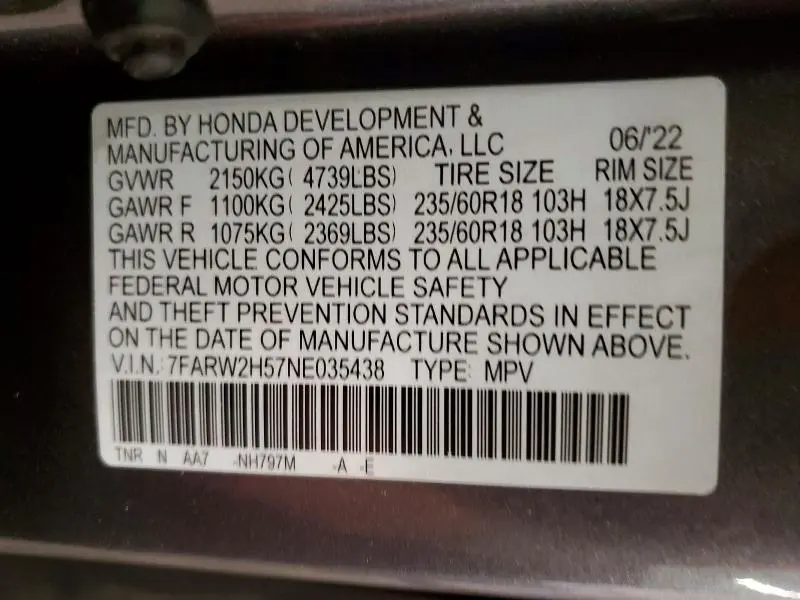 MFD. BY HONDA DEVELOPMENT &
MANUFACTURING OF AMERICA, LLC 06/'22
GVWR 2150KG( 4739LBS) TIRE SIZE RIM SIZE
GAWR F 1100KG( 2425LBS) 235/60R18 103H 18X7.5J
GAWR R 1075KG( 2369LBS) 235/60R18 103H 18X7.5J
THIS VEHICLE CONFORMS TO ALL APPLICABLE
FEDERAL MOTOR VEHICLE SAFETY
AND THEFT PREVENTION STANDARDS IN EFFECT
ON THE DATE OF MANUFACTURE SHOWN ABOVE.
V.I.N.: 7FARW2H57NE035438 TYPE: MPV
TNR N AA7 -NH797M -A -E